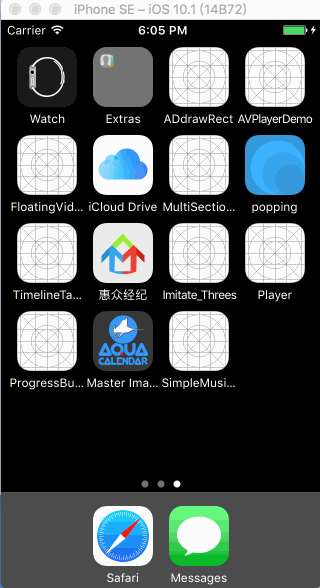 iPhone SE – iOS 10.1 (14B72)
Carrier 6:05 PM
Watch Extras ADdrawRect AVPlayerDemo
FloatingVid... iCloud Drive MultiSectio... popping
TimelineTa... 惠众经纪 Imitate_Threes Player
AQUA
CALENDAR
ProgressBu... Master Ima... SimpleMusi...
Safari Messages